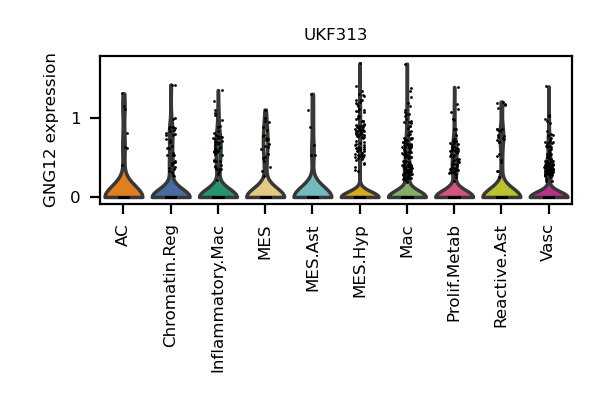 UKF313
GNG12 expression
1
0
AC
Chromatin.Reg
Inflammatory.Mac
MES
MES.Ast
MES.Hyp
Mac
Prolif.Metab
Reactive.Ast
Vasc